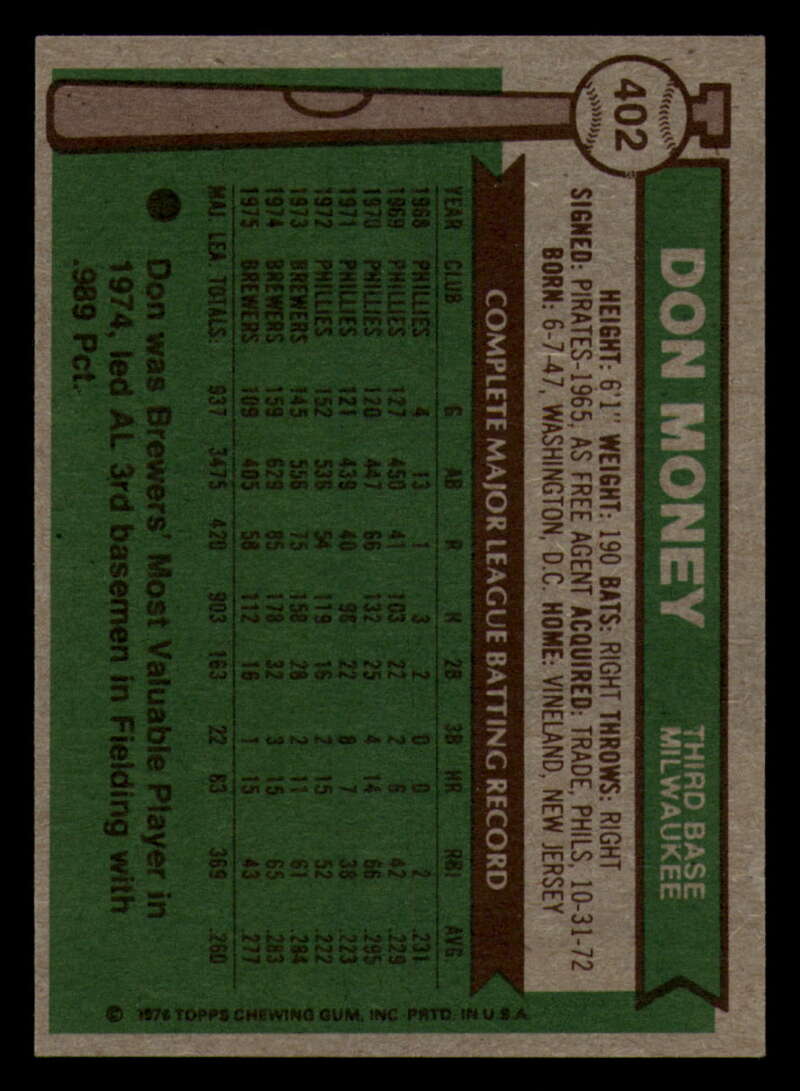 402
DON MONEY
THIRD BASE
MILWAUKEE
HEIGHT: 6'1" WEIGHT: 190 BATS: RIGHT THROWS: RIGHT
SIGNED: PIRATES-1965, AS FREE AGENT ACQUIRED: TRADE, PHILS, 10-31-72
BORN: 6-7-47, WASHINGTON, D.C. HOME: VINELAND, NEW JERSEY
COMPLETE MAJOR LEAGUE BATTING RECORD
YEAR CLUB G AB R H 2B 3B HR RBI AVG
1968 PHILLIES 4 13 1 3 2 0 0 2 .231
1969 PHILLIES 127 450 41 103 22 2 6 42 .229
1970 PHILLIES 120 447 66 132 25 4 14 66 .295
1971 PHILLIES 121 439 40 98 22 8 7 38 .223
1972 PHILLIES 152 536 54 119 16 2 15 52 .222
1973 BREWERS 145 556 75 158 28 2 11 61 .284
1974 BREWERS 159 629 85 178 32 3 15 65 .283
1975 BREWERS 109 405 58 112 16 1 15 43 .277
MAJ. LEA. TOTALS: 937 3475 420 903 163 22 83 369 .260
Don was Brewers' Most Valuable Player in
1974, led AL 3rd basemen in Fielding with
.989 Pct.
© 1976 TOPPS CHEWING GUM, INC. PRTD. IN U.S.A.